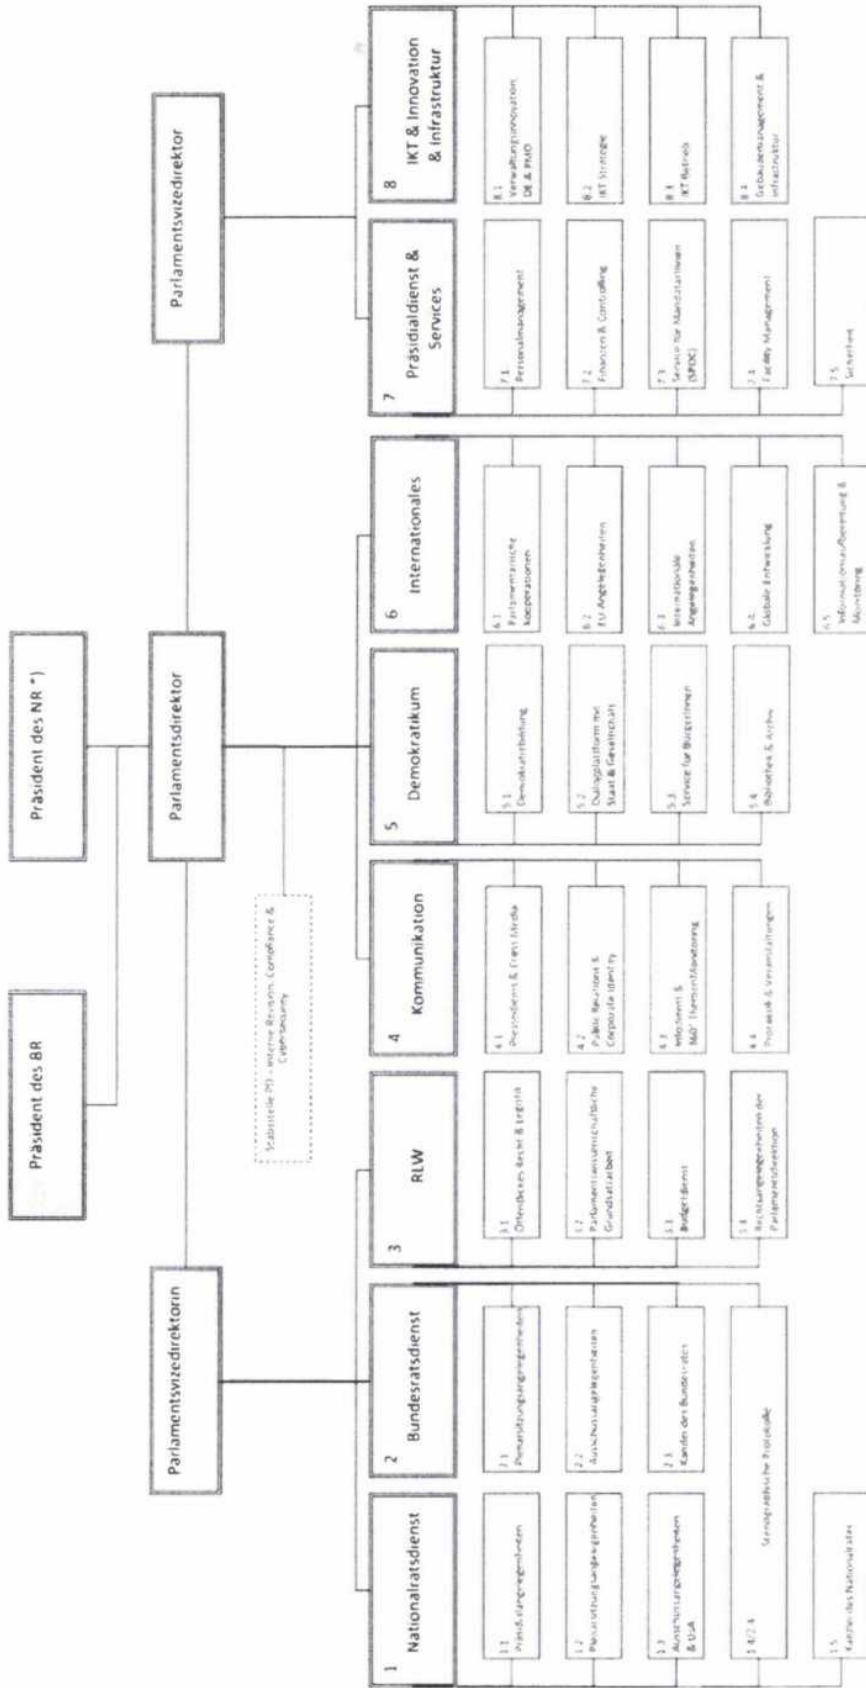 Präsident des BR
Präsident des NR *)
Parlamentsvizedirektorin
Parlamentsdirektor
Parlamentsvizedirektor
Stabsstelle PD - Interne Revision, Compliance &
Cybersecurity
1
Nationalratsdienst
1.1
Präsidialangelegenheiten
1.2
Plenarsitzungsangelegenheiten
1.3
Ausschussangelegenheiten
& USA
1.4/2.4
Stenographische Protokolle
1.5
Kanzlei des Nationalrates
2
Bundesratsdienst
2.1
Plenarsitzungsangelegenheiten
2.2
Ausschussangelegenheiten
2.3
Kanzlei des Bundesrates
3
RLW
3.1
Öffentliches Recht & Legistik
3.2
Parlamentswissenschaftliche
Grundsatzarbeit
3.3
Budgetdienst
3.4
Rechtsangelegenheiten der
Parlamentsdirektion
4
Kommunikation
4.1
Pressedienst & Cross Media
4.2
Public Relations &
Corporate Identity
4.3
Infodienst &
360° ThemenMonitoring
4.4
Protokoll & Veranstaltungen
5
Demokratikum
5.1
Demokratiebildung
5.2
Dialogplattform mit
Staat & Gesellschaft
5.3
Service für BürgerInnen
5.4
Bibliothek & Archiv
6
Internationales
6.1
Parlamentarische
Kooperationen
6.2
EU Angelegenheiten
6.3
Internationale
Angelegenheiten
6.4
Globale Entwicklung
6.5
Informationsaufbereitung &
Monitoring
7
Präsidialdienst &
Services
7.1
Personalmanagement
7.2
Finanzen & Controlling
7.3
Service für MandatarInnen
(SPOC)
7.4
Facility Management
7.5
Sicherheit
8
IKT & Innovation
& Infrastruktur
8.1
Verwaltungsinnovation
DE & PMO
8.2
IKT Strategie
8.3
IKT Betrieb
8.4
Gebäudemanagement &
Infrastruktur